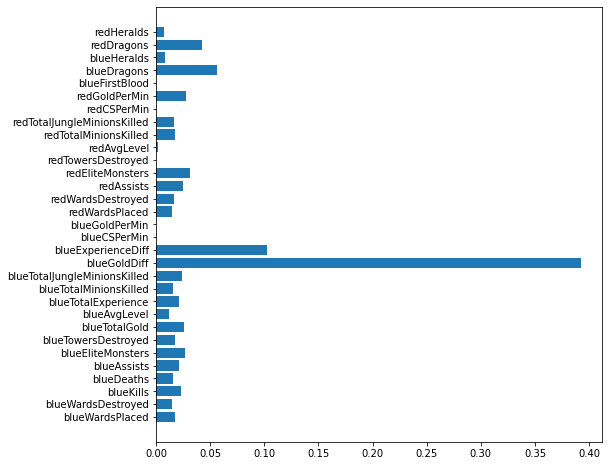 redHeralds
redDragons
blueHeralds
blueDragons
blueFirstBlood
redGoldPerMin
redCSPerMin
redTotalJungleMinionsKilled
redTotalMinionsKilled
redAvgLevel
redTowersDestroyed
redEliteMonsters
redAssists
redWardsDestroyed
redWardsPlaced
blueGoldPerMin
blueCSPerMin
blueExperienceDiff
blueGoldDiff
blueTotalJungleMinionsKilled
blueTotalMinionsKilled
blueTotalExperience
blueAvgLevel
blueTotalGold
blueTowersDestroyed
blueEliteMonsters
blueAssists
blueDeaths
blueKills
blueWardsDestroyed
blueWardsPlaced
0.00 0.05 0.10 0.15 0.20 0.25 0.30 0.35 0.40